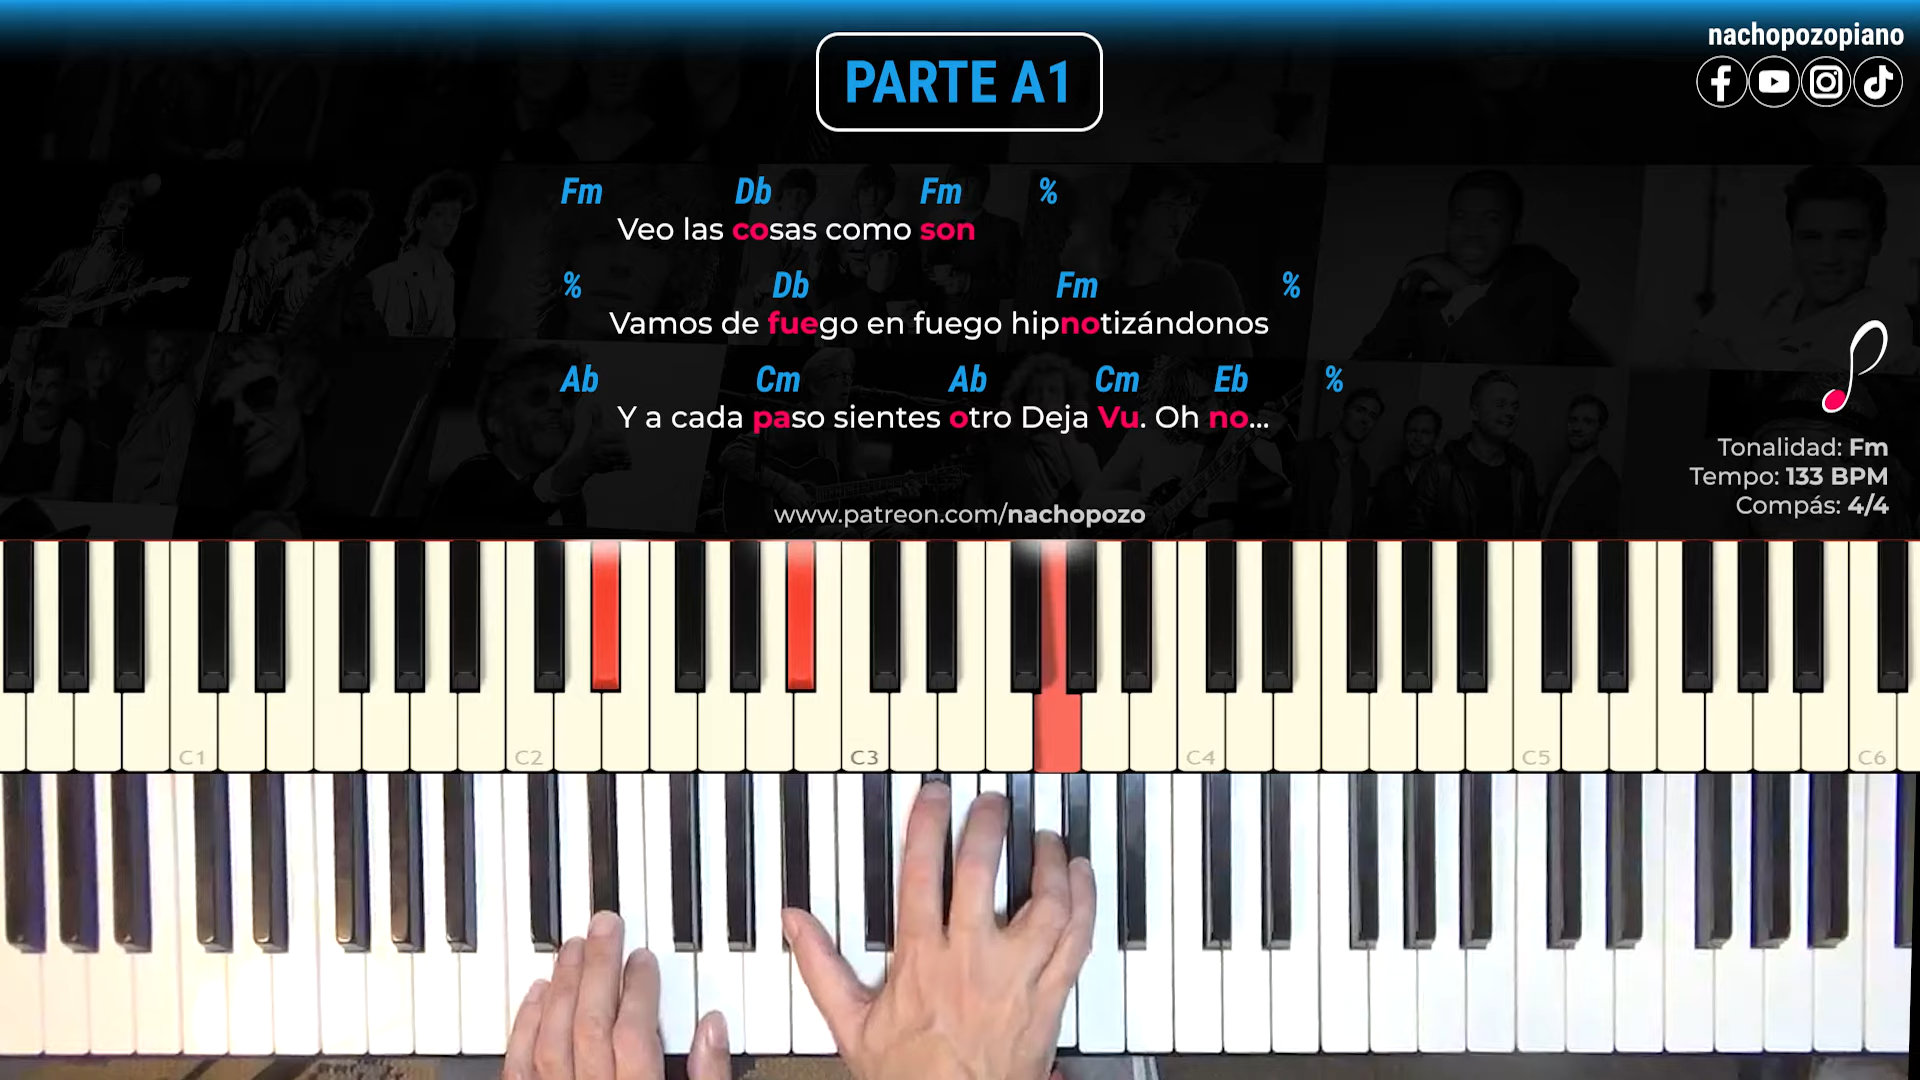 nachopozopiano
PARTE A1
Fm Db Fm %
Veo las cosas como son
% Db Fm %
Vamos de fuego en fuego hipnotizándonos
Ab Cm Ab Cm Eb %
Y a cada paso sientes otro Deja Vu. Oh no...
Tonalidad: Fm
Tempo: 133 BPM
Compás: 4/4
www.patreon.com/nachopozo
C1 C2 C3 C4 C5 C6